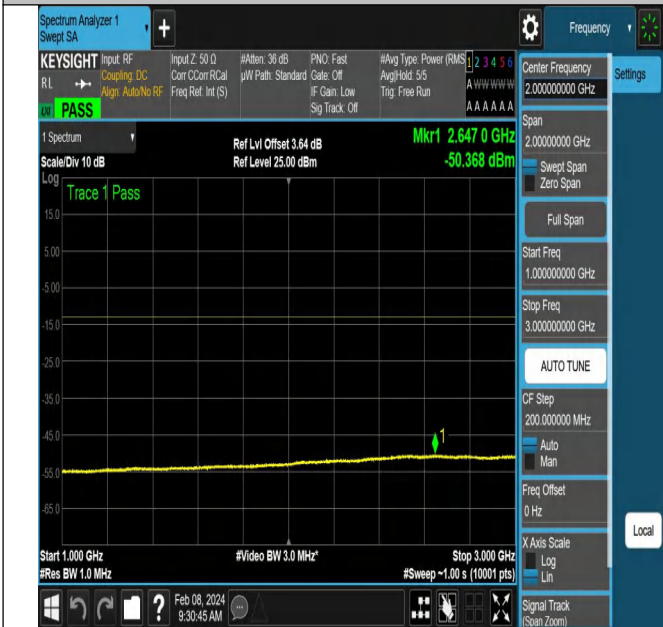 Spectrum Analyzer 1
Swept SA
+
Frequency
KEYSIGHT
RL
PASS
Input: RF
Coupling: DC
Align: Auto/No RF
Input Z: 50 Ω
Corr CCorr RCal
Freq Ref: Int (S)
#Atten: 36 dB
µW Path: Standard
PNO: Fast
Gate: Off
IF Gain: Low
Sig Track: Off
#Avg Type: Power (RMS
Avg|Hold: 5/5
Trig: Free Run
1 2 3 4 5 6
A W W W W W
A A A A A A
1 Spectrum
Scale/Div 10 dB
Ref Lvl Offset 3.64 dB
Ref Level 25.00 dBm
Mkr1 2.647 0 GHz
-50.368 dBm
Log
Trace 1 Pass
15.0
5.00
-5.00
-15.0
-25.0
-35.0
-45.0
-55.0
-65.0
1
Start 1.000 GHz
#Res BW 1.0 MHz
#Video BW 3.0 MHz*
Stop 3.000 GHz
#Sweep ~1.00 s (10001 pts)
?
Feb 08, 2024
9:30:45 AM
Center Frequency
2.000000000 GHz
Settings
Span
2.00000000 GHz
Swept Span
Zero Span
Full Span
Start Freq
1.000000000 GHz
Stop Freq
3.000000000 GHz
AUTO TUNE
CF Step
200.000000 MHz
Auto
Man
Freq Offset
0 Hz
Local
X Axis Scale
Log
Lin
Signal Track
(Span Zoom)